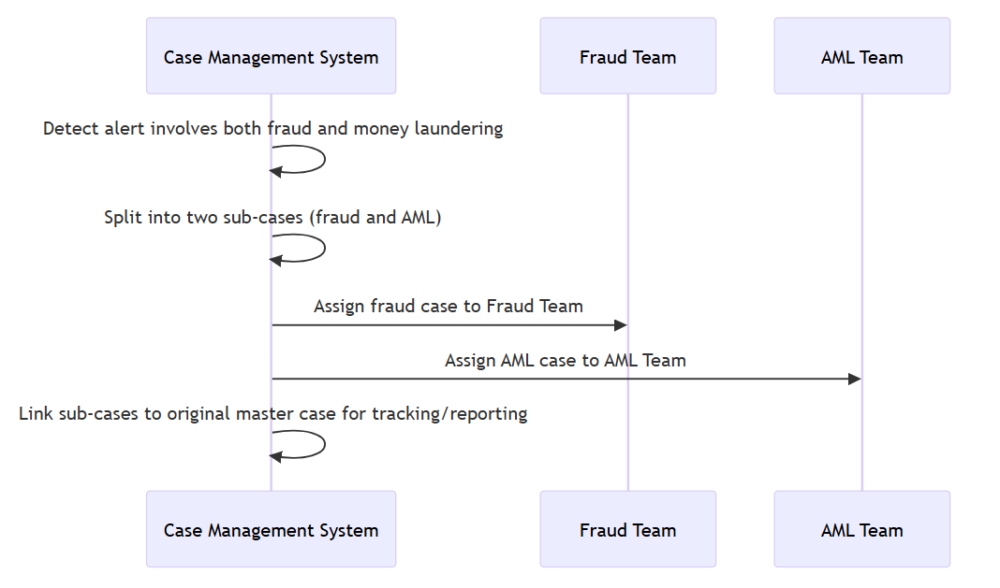 Case Management System
Fraud Team
AML Team
Detect alert involves both fraud and money laundering
Split into two sub-cases (fraud and AML)
Assign fraud case to Fraud Team
Assign AML case to AML Team
Link sub-cases to original master case for tracking/reporting
Case Management System
Fraud Team
AML Team